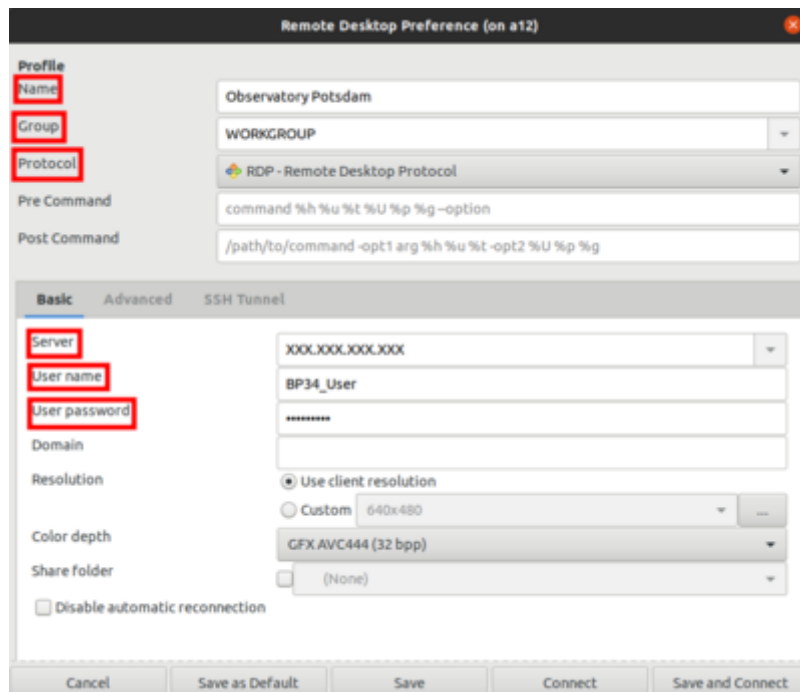 Remote Desktop Preference (on a12)
Profile
Name
Observatory Potsdam
Group
WORKGROUP
Protocol
RDP - Remote Desktop Protocol
Pre Command
command %h %u %t %U %p %g --option
Post Command
/path/to/command -opt1 arg %h %u %t -opt2 %U %p %g
Basic Advanced SSH Tunnel
Server
XXX.XXX.XXX.XXX
User name
BP34_User
User password
•••••••••
Domain
Resolution
Use client resolution
Custom 640x480 ...
Color depth
GFX AVC444 (32 bpp)
Share folder
(None)
Disable automatic reconnection
Cancel Save as Default Save Connect Save and Connect